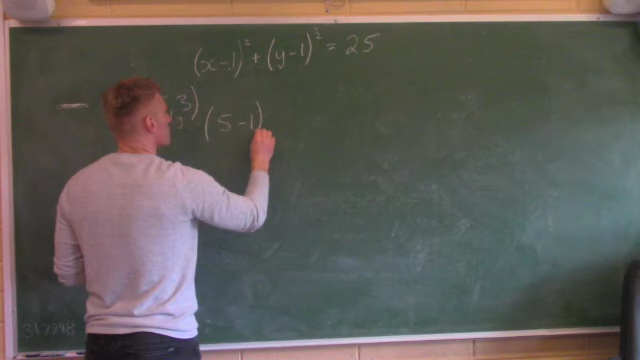 (x-1)² + (y-1)² = 25
, 3) (5-1)